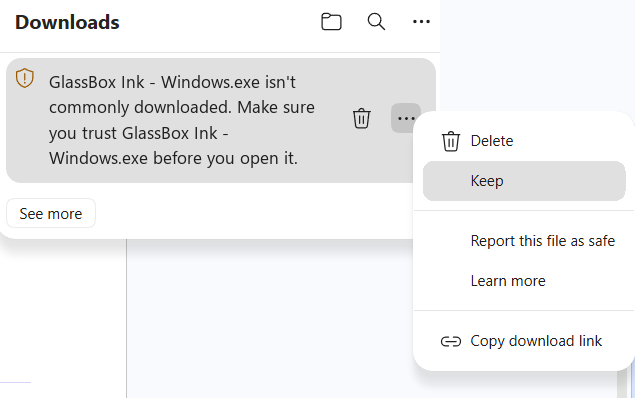 Downloads
GlassBox Ink - Windows.exe isn't
commonly downloaded. Make sure
you trust GlassBox Ink -
Windows.exe before you open it.
See more
Delete
Keep
Report this file as safe
Learn more
Copy download link